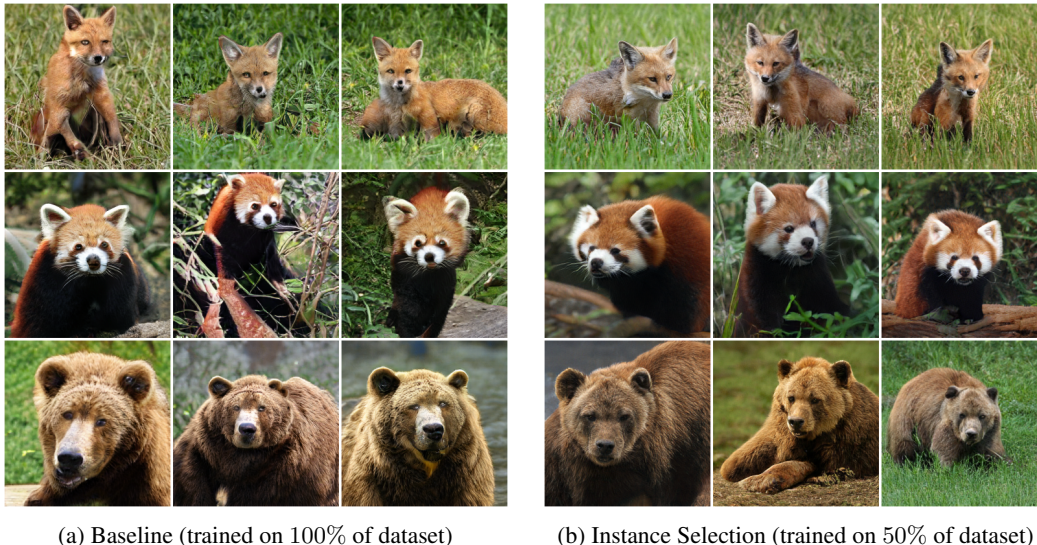 (a) Baseline (trained on 100% of dataset)
(b) Instance Selection (trained on 50% of dataset)